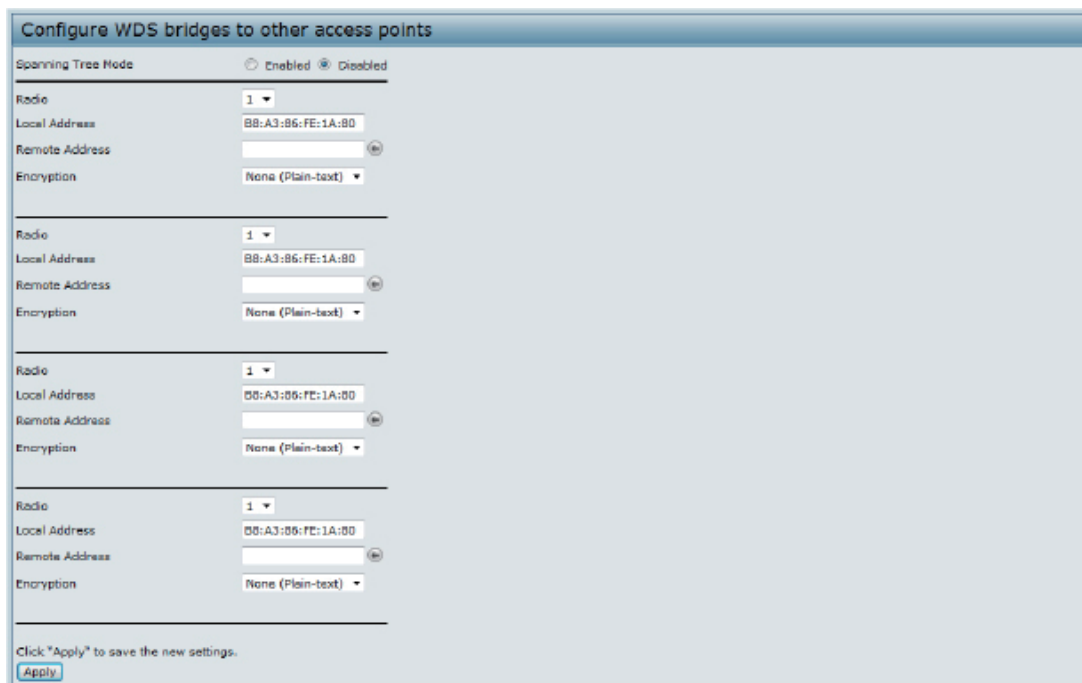 Configure WDS bridges to other access points
Spanning Tree Mode Enabled Disabled
Radio 1
Local Address B8:A3:86:FE:1A:80
Remote Address
Encryption None (Plain-text)
Radio 1
Local Address B8:A3:86:FE:1A:80
Remote Address
Encryption None (Plain-text)
Radio 1
Local Address B8:A3:86:FE:1A:80
Remote Address
Encryption None (Plain-text)
Radio 1
Local Address B8:A3:86:FE:1A:80
Remote Address
Encryption None (Plain-text)
Click "Apply" to save the new settings.
Apply